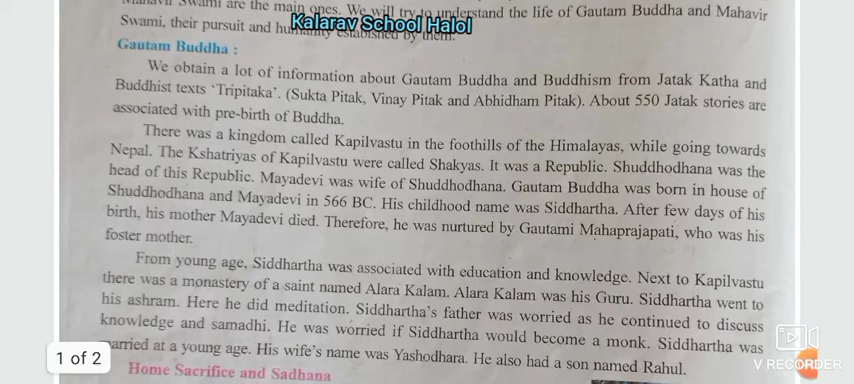 Swami are the main ones. We will try to understand the life of Gautam Buddha and Mahavir
Swami, their pursuit and humanity established by them.
Kalarav School Halol
Gautam Buddha :
We obtain a lot of information about Gautam Buddha and Buddhism from Jatak Katha and
Buddhist texts 'Tripitaka'. (Sukta Pitak, Vinay Pitak and Abhidham Pitak). About 550 Jatak stories are
associated with pre-birth of Buddha.
There was a kingdom called Kapilvastu in the foothills of the Himalayas, while going towards
Nepal. The Kshatriyas of Kapilvastu were called Shakyas. It was a Republic. Shuddhodhana was the
head of this Republic. Mayadevi was wife of Shuddhodhana. Gautam Buddha was born in house of
Shuddhodhana and Mayadevi in 566 BC. His childhood name was Siddhartha. After few days of his
birth, his mother Mayadevi died. Therefore, he was nurtured by Gautami Mahaprajapati, who was his
foster mother.
From young age, Siddhartha was associated with education and knowledge. Next to Kapilvastu
there was a monastery of a saint named Alara Kalam. Alara Kalam was his Guru. Siddhartha went to
his ashram. Here he did meditation. Siddhartha's father was worried as he continued to discuss
knowledge and samadhi. He was worried if Siddhartha would become a monk. Siddhartha was
married at a young age. His wife's name was Yashodhara. He also had a son named Rahul.
1 of 2
V.RECORDER
Home Sacrifice and Sadhana